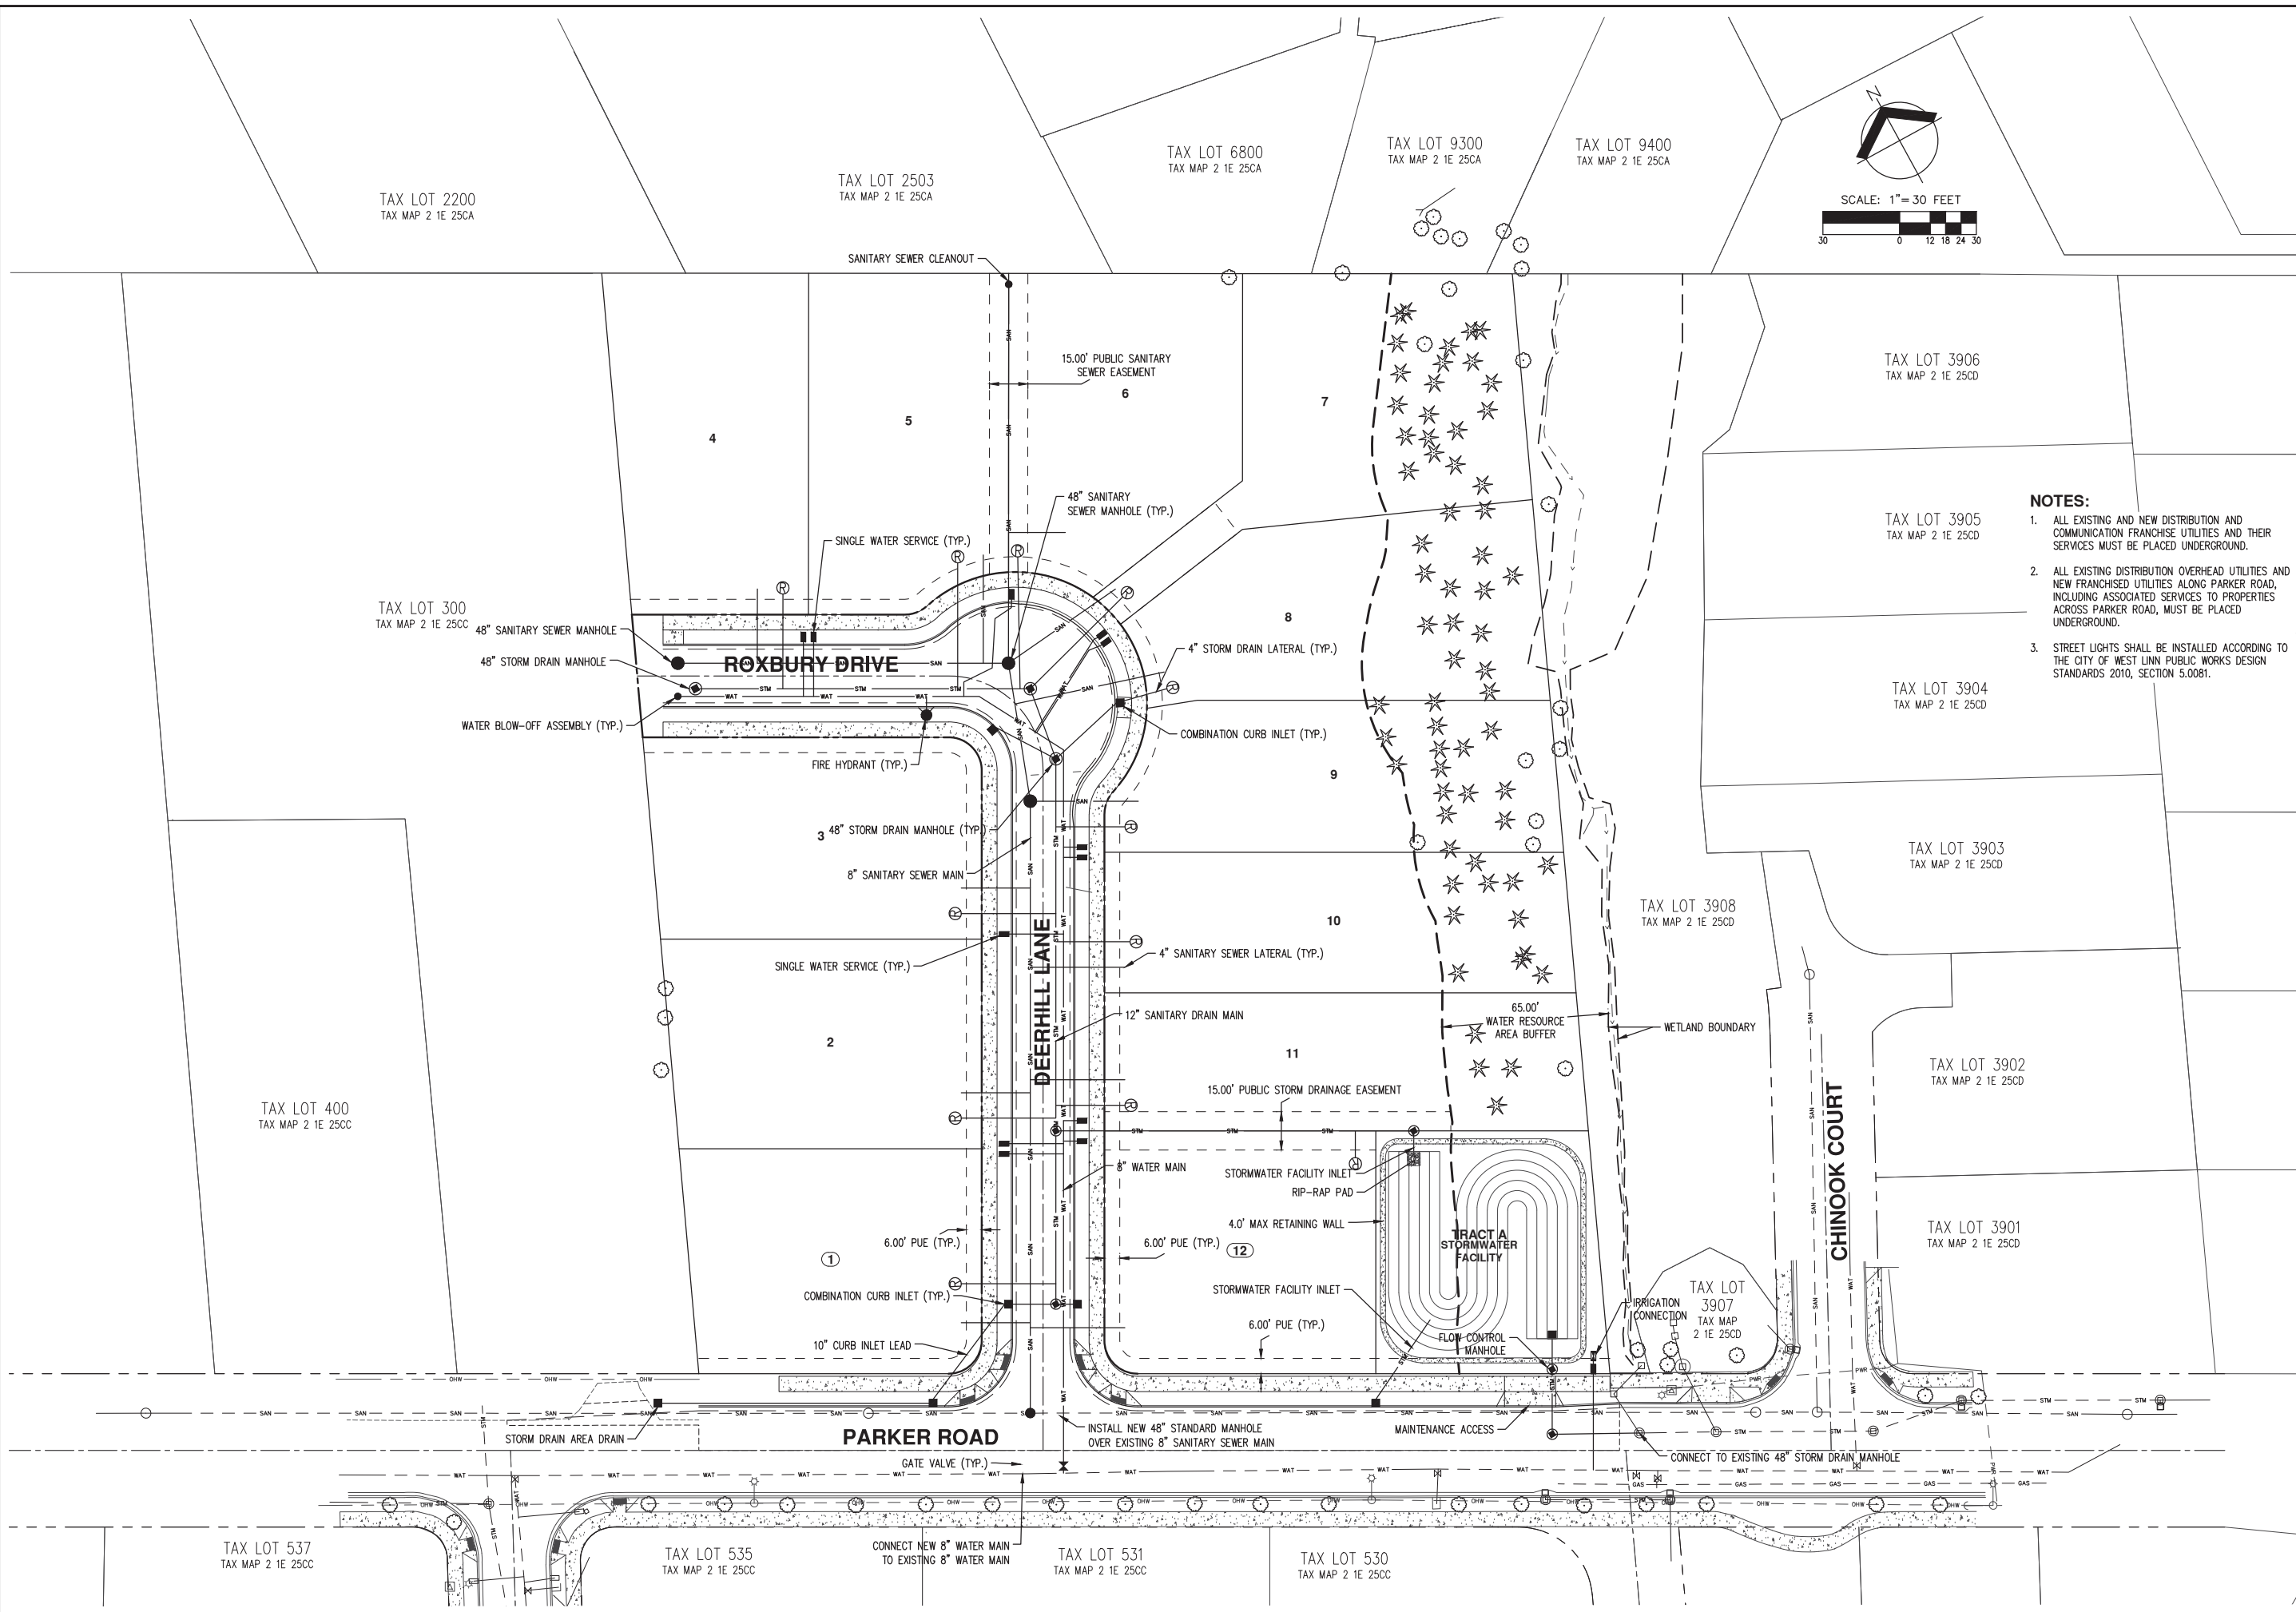 TAX LOT 2200
TAX MAP 2 1E 25CA
TAX LOT 2503
TAX MAP 2 1E 25CA
TAX LOT 6800
TAX MAP 2 1E 25CA
TAX LOT 9300
TAX MAP 2 1E 25CA
TAX LOT 9400
TAX MAP 2 1E 25CA
N
SCALE: 1"= 30 FEET
30 0 12 18 24 30
SANITARY SEWER CLEANOUT
15.00' PUBLIC SANITARY
SEWER EASEMENT
4
5
6
7
TAX LOT 3906
TAX MAP 2 1E 25CD
48" SANITARY
SEWER MANHOLE (TYP.)
SINGLE WATER SERVICE (TYP.)
TAX LOT 3905
TAX MAP 2 1E 25CD
NOTES:
1. ALL EXISTING AND NEW DISTRIBUTION AND
COMMUNICATION FRANCHISE UTILITIES AND THEIR
SERVICES MUST BE PLACED UNDERGROUND.
2. ALL EXISTING DISTRIBUTION OVERHEAD UTILITIES AND
NEW FRANCHISED UTILITIES ALONG PARKER ROAD,
INCLUDING ASSOCIATED SERVICES TO PROPERTIES
ACROSS PARKER ROAD, MUST BE PLACED
UNDERGROUND.
3. STREET LIGHTS SHALL BE INSTALLED ACCORDING TO
THE CITY OF WEST LINN PUBLIC WORKS DESIGN
STANDARDS 2010, SECTION 5.0081.
TAX LOT 300
TAX MAP 2 1E 25CC
48" SANITARY SEWER MANHOLE
48" STORM DRAIN MANHOLE
WATER BLOW-OFF ASSEMBLY (TYP.)
ROXBURY DRIVE
SAN
STM STM STM
WAT WAT WAT
8
4" STORM DRAIN LATERAL (TYP.)
COMBINATION CURB INLET (TYP.)
TAX LOT 3904
TAX MAP 2 1E 25CD
FIRE HYDRANT (TYP.)
9
3
48" STORM DRAIN MANHOLE (TYP.)
8" SANITARY SEWER MAIN
TAX LOT 3903
TAX MAP 2 1E 25CD
TAX LOT 3908
TAX MAP 2 1E 25CD
10
DEERHILL LANE
4" SANITARY SEWER LATERAL (TYP.)
SINGLE WATER SERVICE (TYP.)
12" SANITARY DRAIN MAIN
65.00'
WATER RESOURCE
AREA BUFFER
WETLAND BOUNDARY
2
11
15.00' PUBLIC STORM DRAINAGE EASEMENT
TAX LOT 3902
TAX MAP 2 1E 25CD
TAX LOT 400
TAX MAP 2 1E 25CC
STM STM STM
8" WATER MAIN
STORMWATER FACILITY INLET
RIP-RAP PAD
4.0' MAX RETAINING WALL
CHINOOK COURT
TAX LOT 3901
TAX MAP 2 1E 25CD
6.00' PUE (TYP.)
6.00' PUE (TYP.)
1
12
TRACT A
STORMWATER
FACILITY
COMBINATION CURB INLET (TYP.)
STORMWATER FACILITY INLET
IRRIGATION
CONNECTION
TAX LOT
3907
TAX MAP
2 1E 25CD
10" CURB INLET LEAD
6.00' PUE (TYP.)
FLOW CONTROL
MANHOLE
OHW OHW OHW
PWR
STORM DRAIN AREA DRAIN
PARKER ROAD
INSTALL NEW 48" STANDARD MANHOLE
OVER EXISTING 8" SANITARY SEWER MAIN
MAINTENANCE ACCESS
GATE VALVE (TYP.)
CONNECT TO EXISTING 48" STORM DRAIN MANHOLE
GAS GAS GAS GAS GAS
CONNECT NEW 8" WATER MAIN
TO EXISTING 8" WATER MAIN
TAX LOT 537
TAX MAP 2 1E 25CC
TAX LOT 535
TAX MAP 2 1E 25CC
TAX LOT 531
TAX MAP 2 1E 25CC
TAX LOT 530
TAX MAP 2 1E 25CC